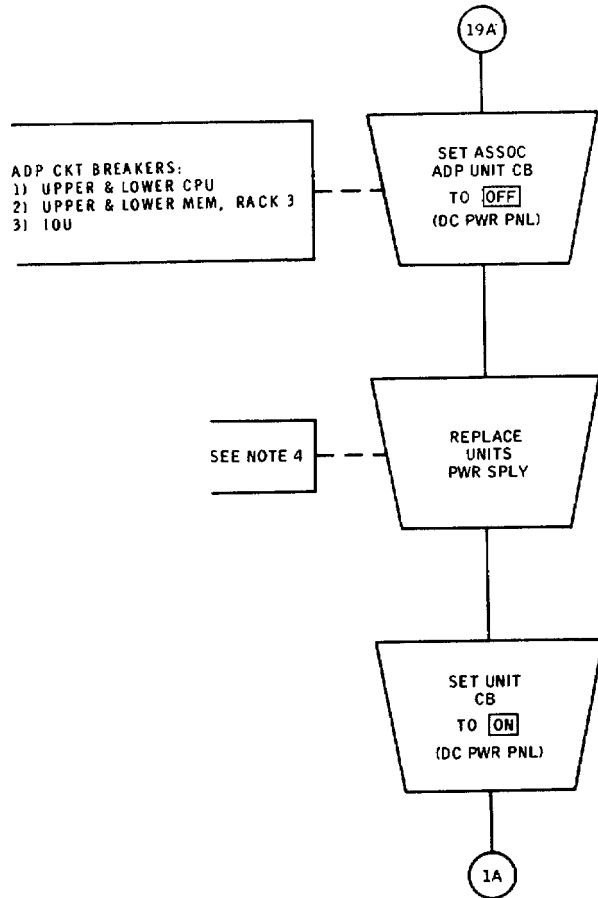 19A
SET ASSOC
ADP UNIT CB
TO OFF
(DC PWR PNL)
ADP CKT BREAKERS:
1) UPPER & LOWER CPU
2) UPPER & LOWER MEM, RACK 3
3) IOU
REPLACE
UNITS
PWR SPLY
SEE NOTE 4
SET UNIT
CB
TO ON
(DC PWR PNL)
1A